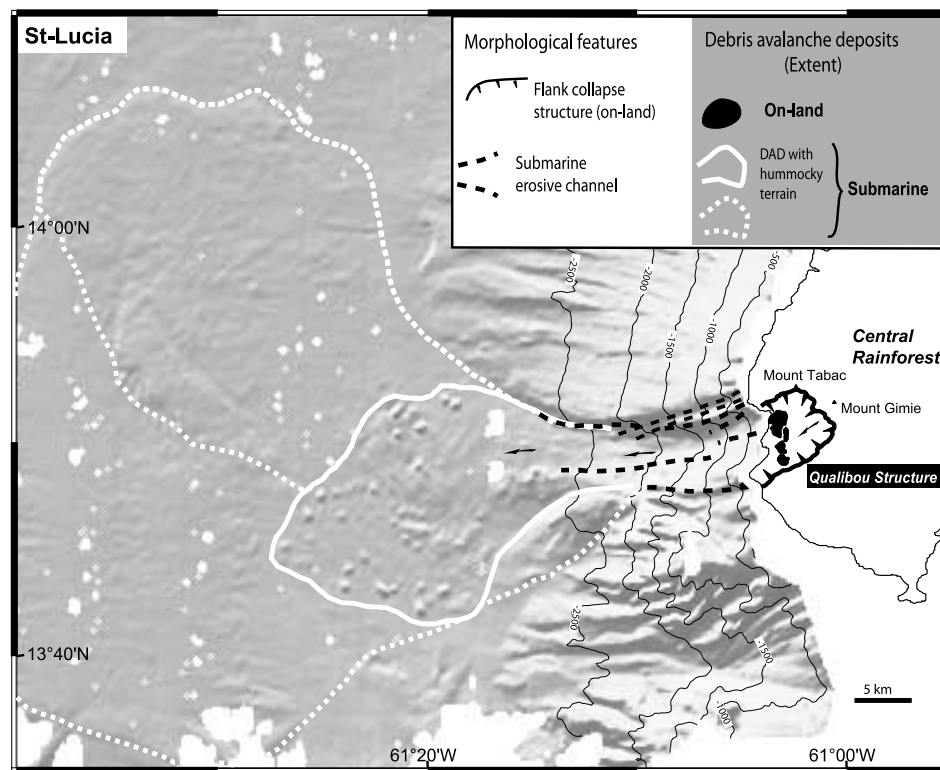 St-Lucia
Morphological features
Flank collapse
structure (on-land)
Submarine
erosive channel
Debris avalanche deposits
(Extent)
On-land
DAD with
hummocky
terrain
Submarine
14°00'N
-2500
-2000
-1500
-1000
-500
Central
Rainforest
Mount Tabac
Mount Gimie
Qualibou Structure
-2500
-1500
-1000
13°40'N
5 km
61°20'W
61°00'W